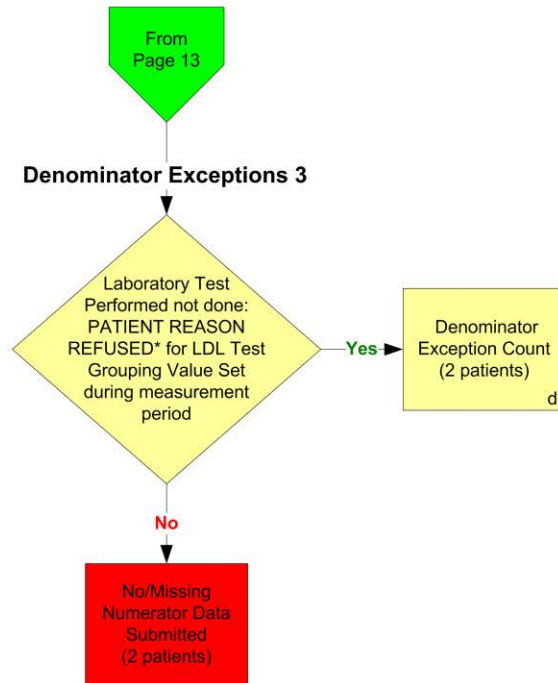 From
Page 13
Denominator Exceptions 3
Laboratory Test
Performed not done:
PATIENT REASON
REFUSED* for LDL Test
Grouping Value Set
during measurement
period
Yes
Denominator
Exception Count
(2 patients)
d
No
No/Missing
Numerator Data
Submitted
(2 patients)